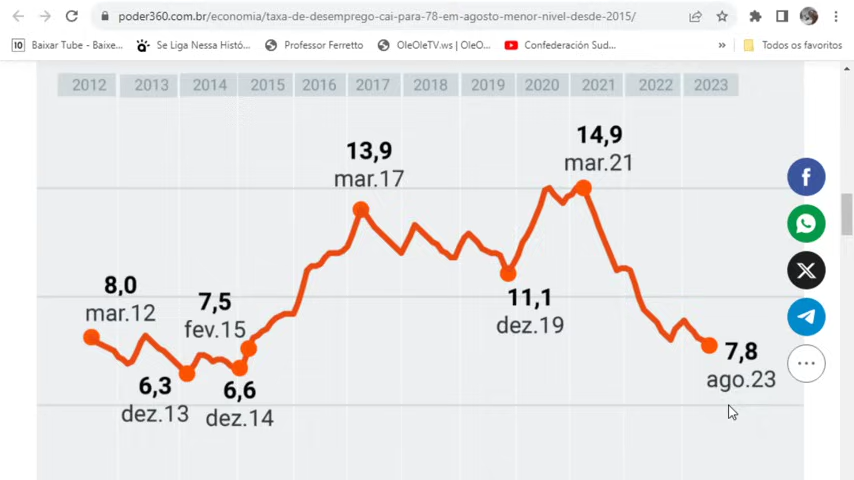 poder360.com.br/economia/taxa-de-desemprego-cai-para-78-em-agosto-menor-nivel-desde-2015/
10 Baixar Tube - Baixe... Se Liga Nessa Histó... Professor Ferretto OleOleTV.ws | OleO... Confederación Sud... » Todos os favoritos
2012 2013 2014 2015 2016 2017 2018 2019 2020 2021 2022 2023
14,9
mar.21
13,9
mar.17
8,0
mar.12
7,5
fev.15
11,1
dez.19
7,8
ago.23
6,3
dez.13
6,6
dez.14